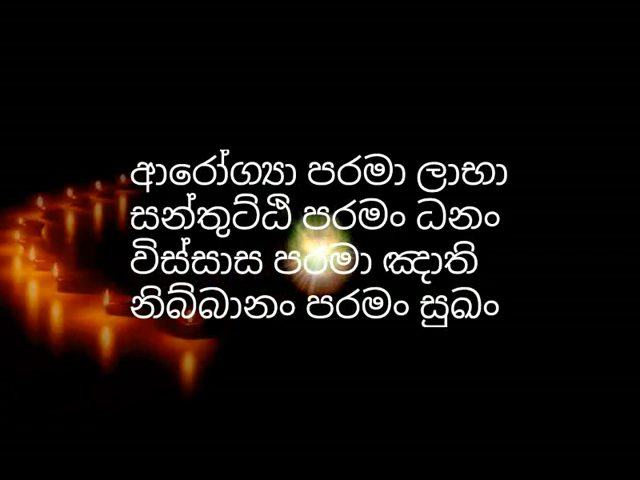 ආරෝග්‍යා පරමා ලාභා
සන්තුට්ඨි පරමං ධනං
විස්සාස පරමා ඤාති
නිබ්බානං පරමං සුඛං